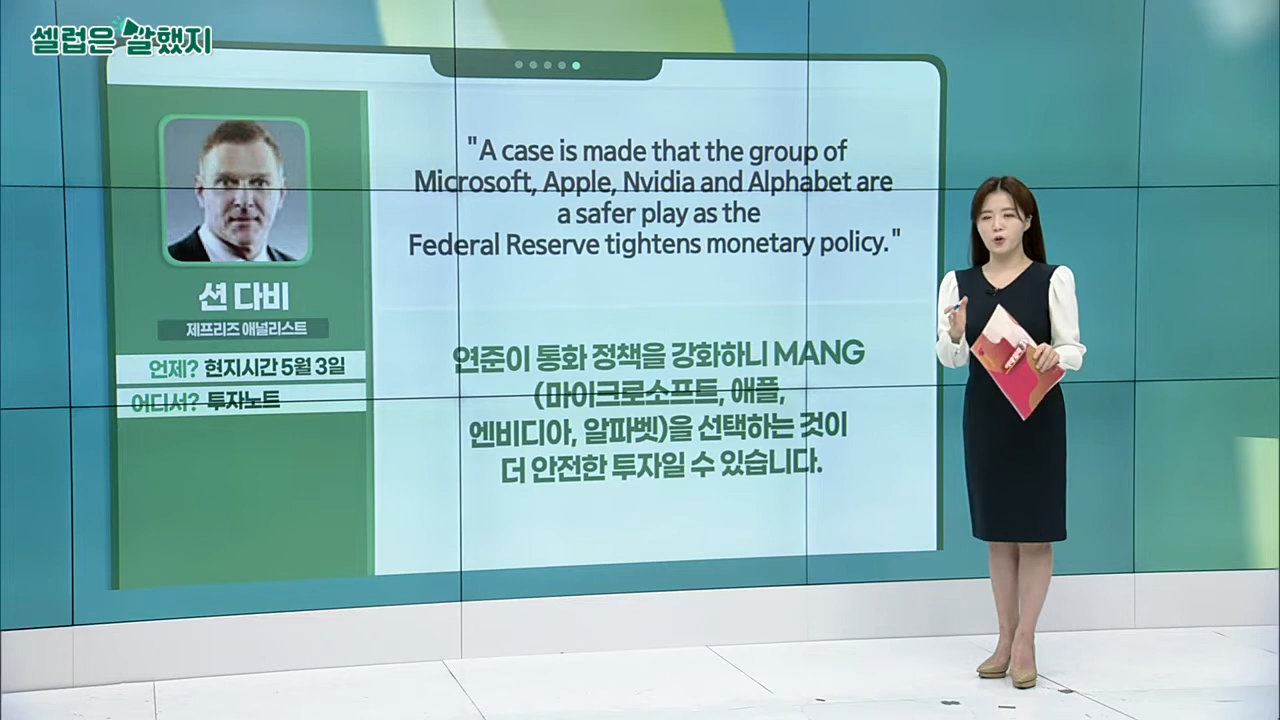 셀럽은 쏼했지
"A case is made that the group of
Microsoft, Apple, Nvidia and Alphabet are
a safer play as the
Federal Reserve tightens monetary policy."
션 다비
제프리즈 애널리스트
언제? 현지시간 5월 3일
어디서? 투자노트
연준이 통화 정책을 강화하니 MANG
(마이크로소프트, 애플,
엔비디아, 알파벳)을 선택하는 것이
더 안전한 투자일 수 있습니다.